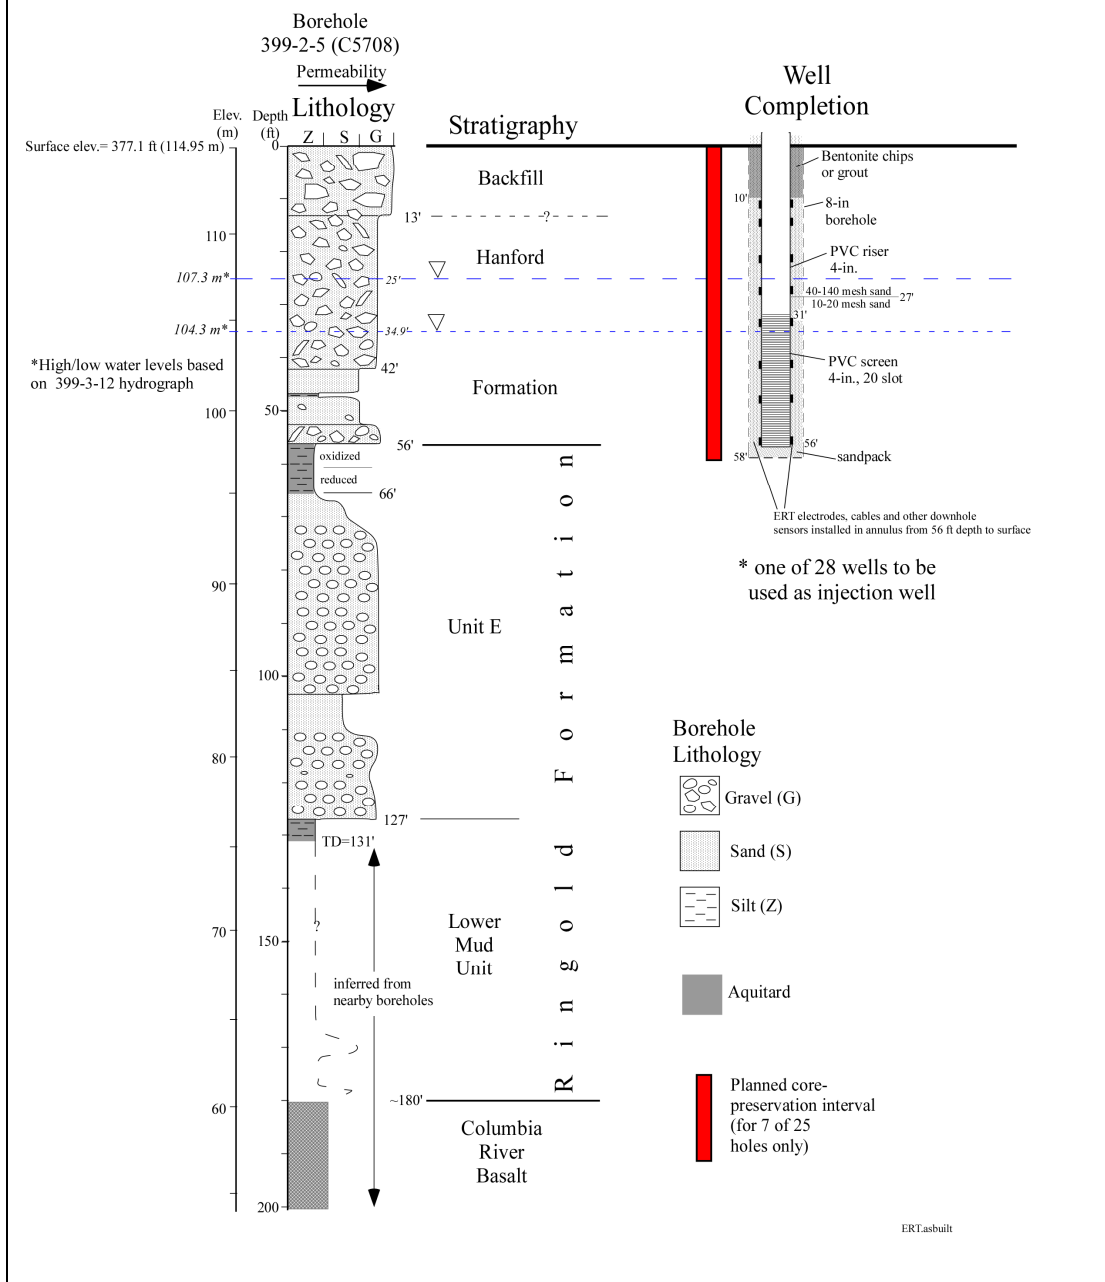 Borehole
399-2-5 (C5708)
Permeability
Lithology
Elev.
(m)
Depth
(ft)
Z S G
Stratigraphy
Well
Completion
Surface elev.= 377.1 ft (114.95 m)
0
Backfill
13'
?
110
Hanford
107.3 m*
25'
104.3 m*
34.9'
*High/low water levels based
on 399-3-12 hydrograph
42'
Formation
100
50
56'
oxidized
reduced
66'
90
Unit E
100
80
127'
TD=131'
?
70
150
Lower
Mud
Unit
inferred from
nearby boreholes
Ringold Formation
60
~180'
Columbia
River
Basalt
200
Bentonite chips
or grout
10'
8-in
borehole
PVC riser
4-in.
40-140 mesh sand
27'
10-20 mesh sand
31'
PVC screen
4-in., 20 slot
56'
58'
sandpack
ERT electrodes, cables and other downhole
sensors installed in annulus from 56 ft depth to surface
* one of 28 wells to be
used as injection well
Borehole
Lithology
Gravel (G)
Sand (S)
Silt (Z)
Aquitard
Planned core-
preservation interval
(for 7 of 25
holes only)
ERT.asbuilt